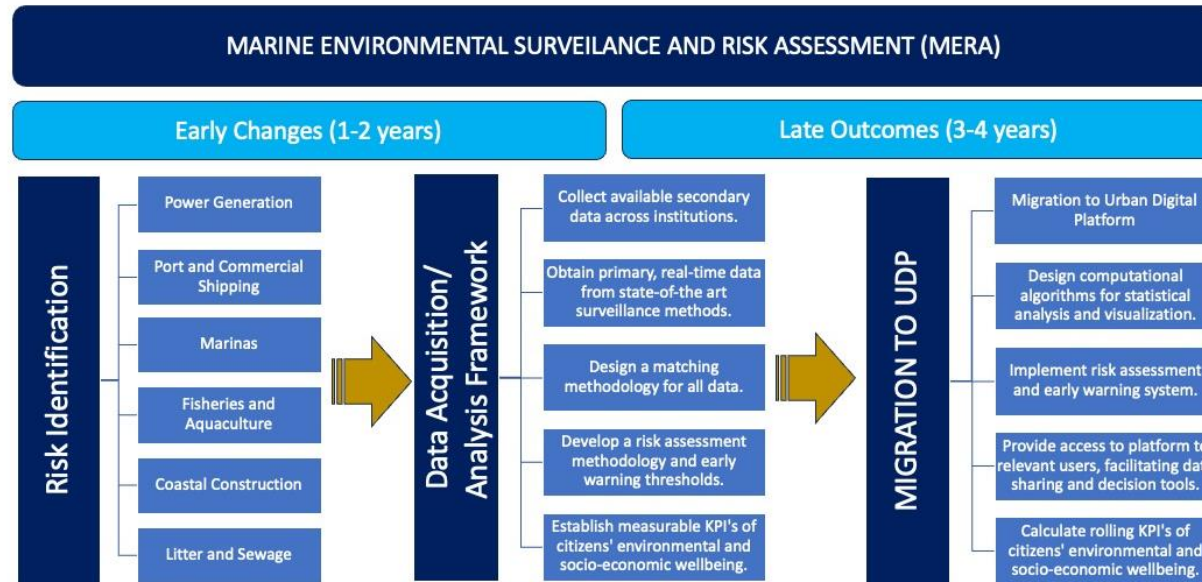 MARINE ENVIRONMENTAL SURVEILANCE AND RISK ASSESSMENT (MERA)
Early Changes (1-2 years)
Late Outcomes (3-4 years)
Risk Identification
Power Generation
Port and Commercial
Shipping
Marinas
Fisheries and
Aquaculture
Coastal Construction
Litter and Sewage
Data Acquisition/
Analysis Framework
Collect available secondary
data across institutions.
Obtain primary, real-time data
from state-of-the art
surveillance methods.
Design a matching
methodology for all data.
Develop a risk assessment
methodology and early
warning thresholds.
Establish measurable KPI's of
citizens' environmental and
socio-economic wellbeing.
MIGRATION TO UDP
Migration to Urban Digital
Platform
Design computational
algorithms for statistical
analysis and visualization.
Implement risk assessment
and early warning system.
Provide access to platform to
relevant users, facilitating data
sharing and decision tools.
Calculate rolling KPI's of
citizens' environmental and
socio-economic wellbeing.